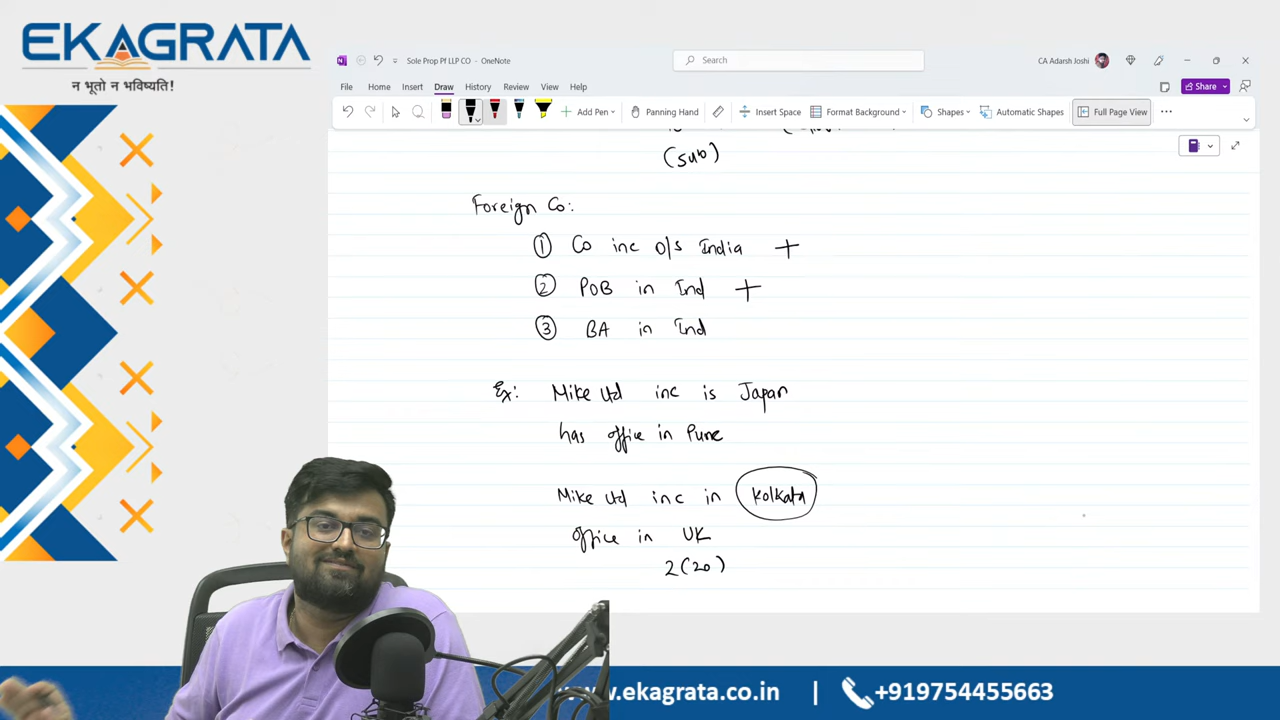 EKAGRATA
न भूतो न भविष्यति!
Sole Prop Pf LLP CO - OneNote
Search
CA Adarsh Joshi
File Home Insert Draw History Review View Help
Share
Add Pen
Panning Hand
Insert Space
Format Background
Shapes
Automatic Shapes
Full Page View
(sub)
Foreign Co:
① Co inc o/s India +
② POB in Ind +
③ BA in Ind
Ex: Mike Ltd inc is Japan
has office in Pune
Mike Ltd inc in Kolkata
office in UK
2(20)
www.ekagrata.co.in | +919754455663